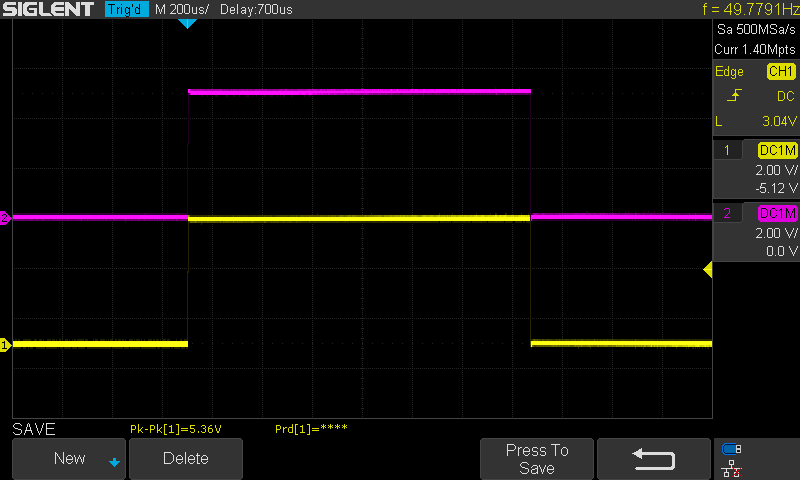 SIGLENT Trig'd M 200us/ Delay:700us f = 49.7791Hz
Sa 500MSa/s
Curr 1.40Mpts
Edge CH1
DC
L 3.04V
1 DC1M
2.00 V/
-5.12 V
2 DC1M
2.00 V/
0.0 V
2
1
SAVE Pk-Pk[1]=5.36V Prd[1]=****
New Delete Press To
Save